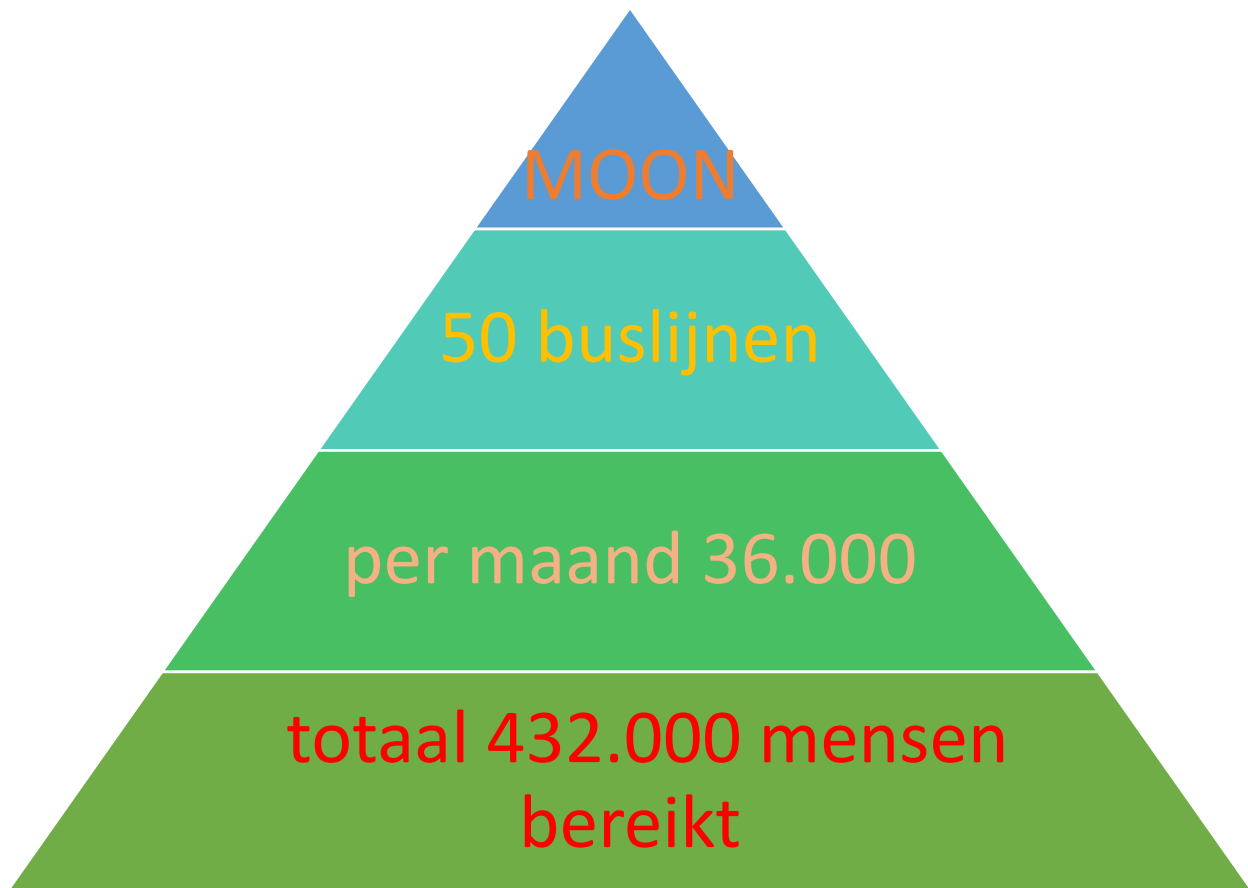 MOON
50 buslijnen
per maand 36.000
totaal 432.000 mensen
bereikt